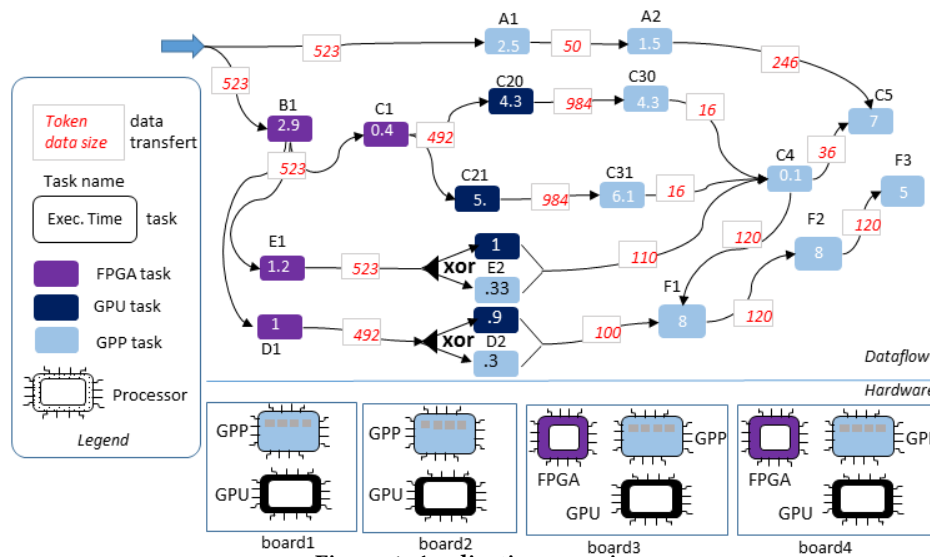 A1
A2
2.5
1.5
523
50
246
523
C5
7
B1
2.9
C1
0.4
C20
4.3
984
C30
4.3
16
492
523
C4
0.1
36
F3
5
C21
5.
984
C31
6.1
16
E1
1.2
523
xor
1
E2
.33
110
120
F2
8
120
F1
8
120
1
D1
492
xor
.9
D2
.3
100
Dataflow
Hardware
Token
data size
data
transfert
Task name
Exec. Time
task
FPGA task
GPU task
GPP task
Processor
Legend
GPP
GPU
board1
GPP
GPU
board2
FPGA
GPP
GPU
board3
FPGA
GPU
board4